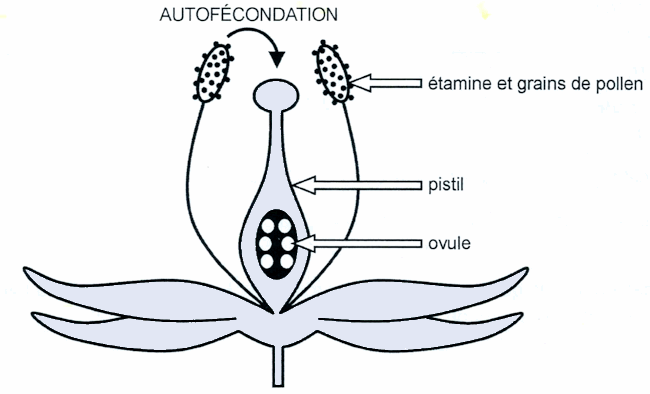 AUTOFÉCONDATION
étamine et grains de pollen
pistil
ovule